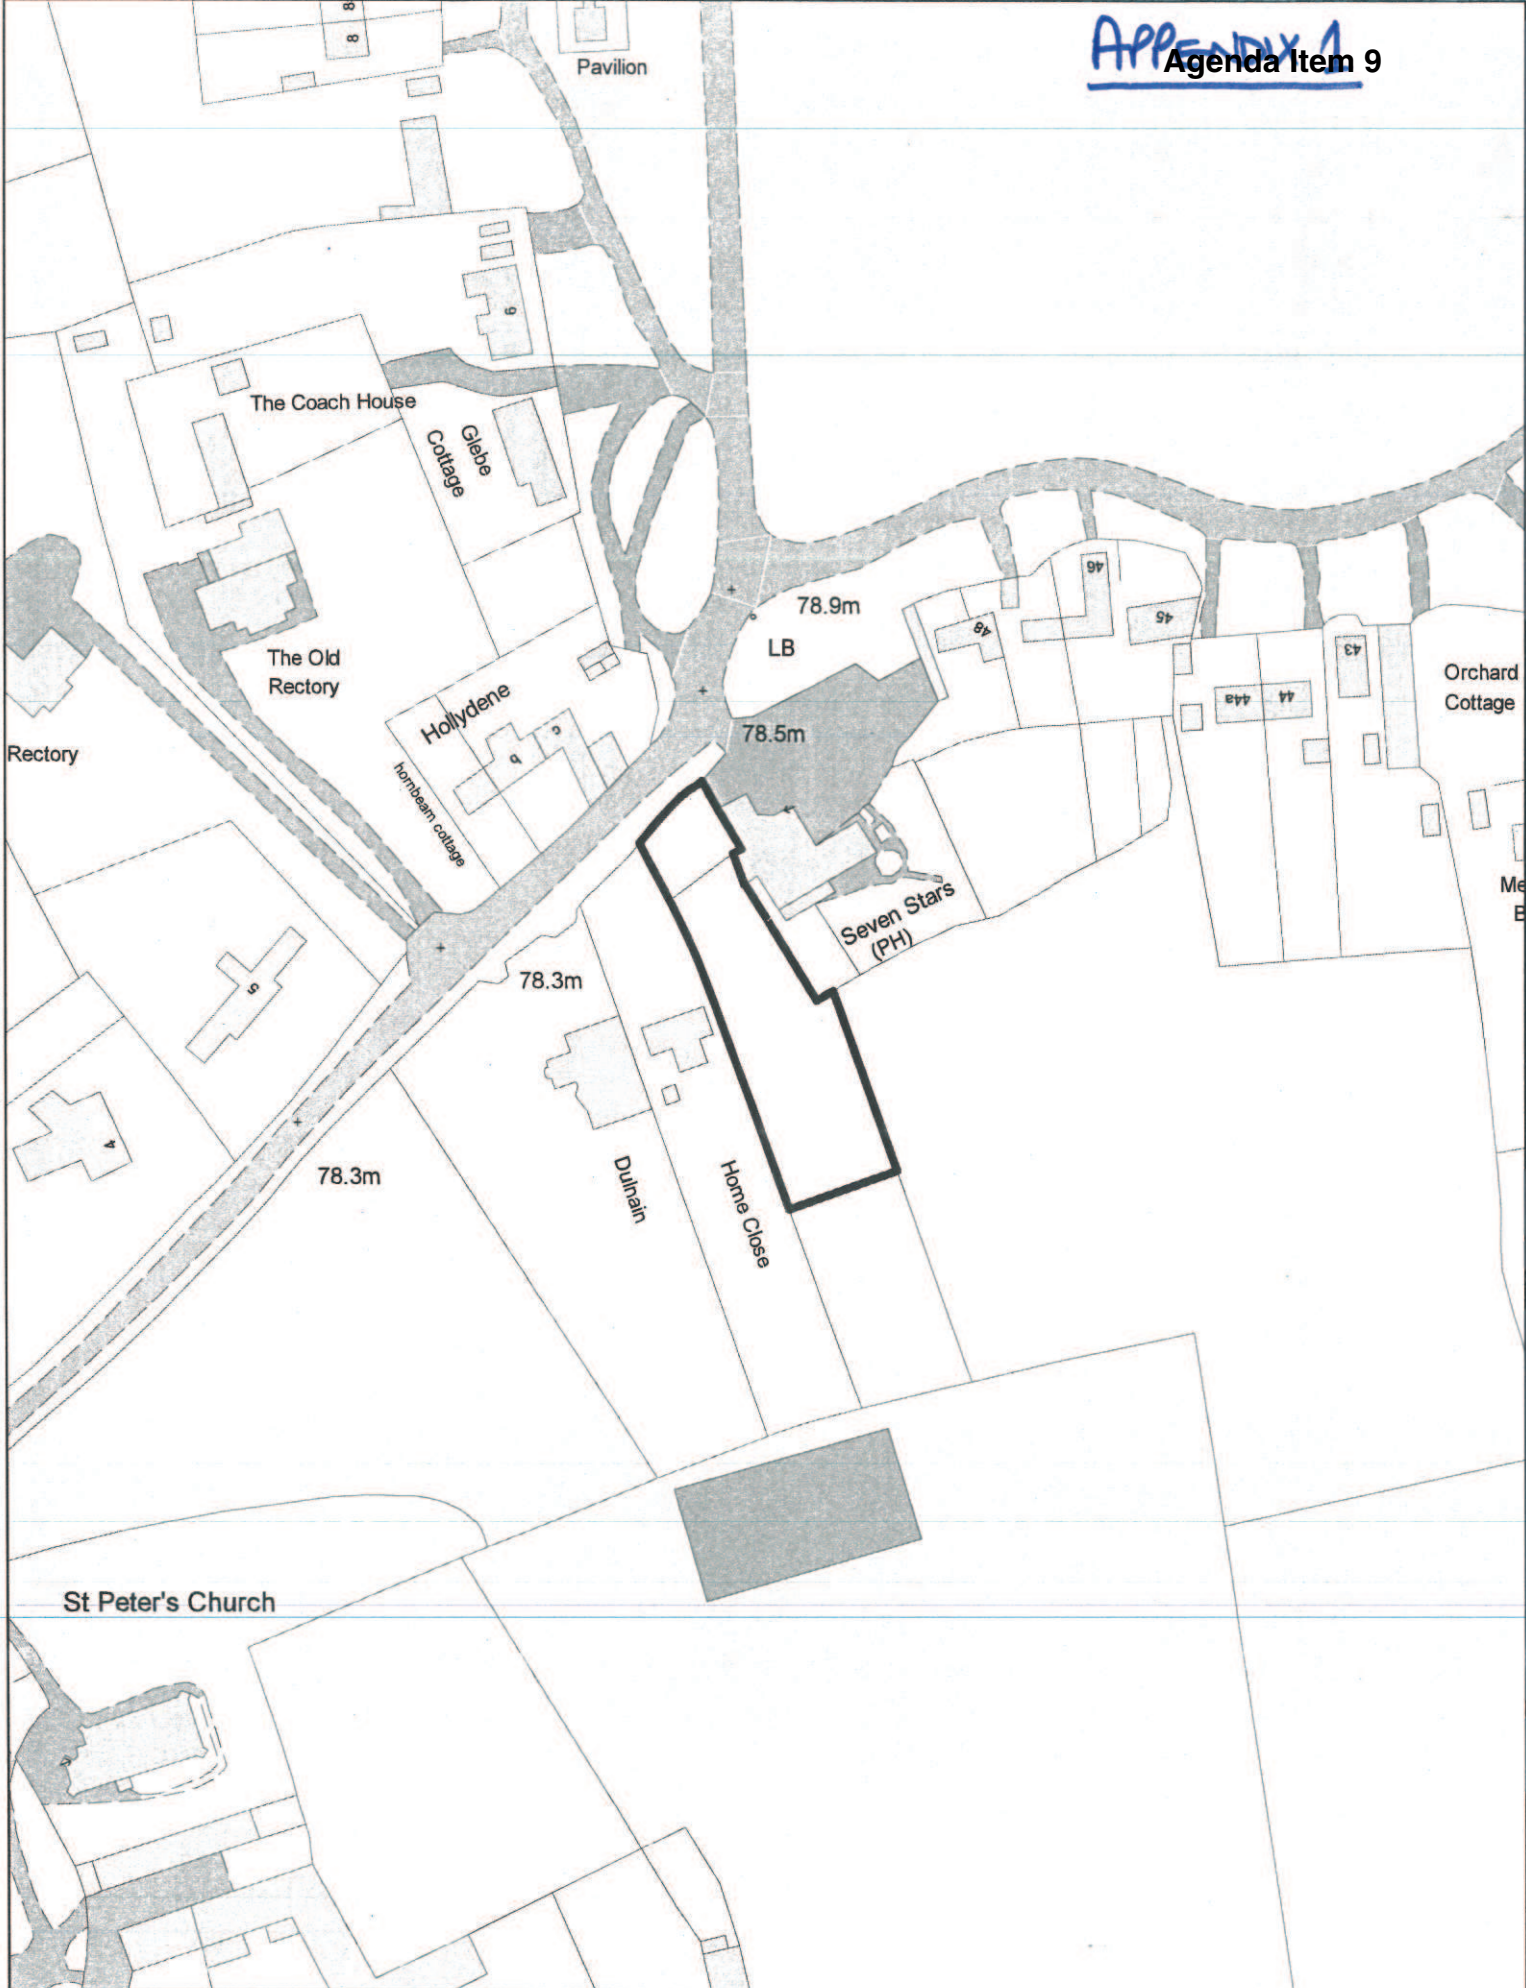 APPENDIX 1
Agenda Item 9
8
8
Pavilion
6
The Coach House
Glebe
Cottage
46
78.9m
45
48
LB
43
The Old
Rectory
Orchard
Cottage
44a
44
Hollydene
78.5m
c
b
Rectory
hornbeam cottage
Seven Stars
(PH)
78.3m
5
4
78.3m
Dulnain
Home Close
St Peter's Church